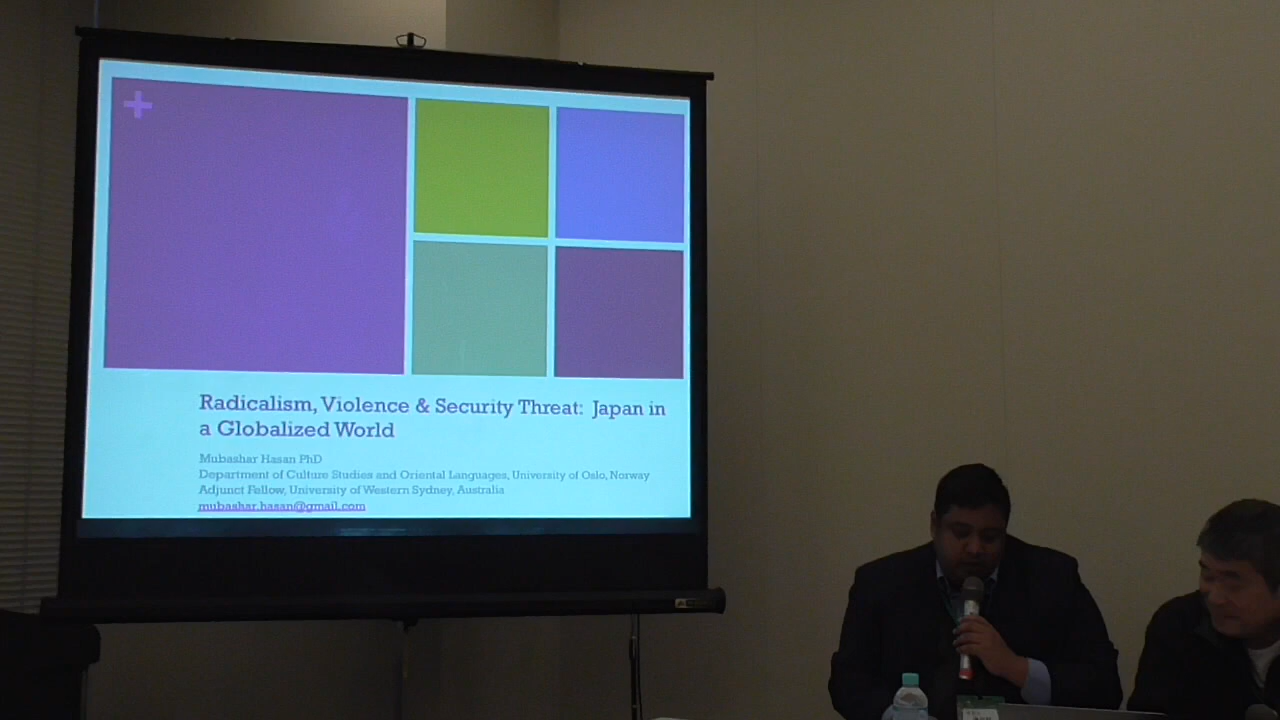 +
Radicalism, Violence & Security Threat: Japan in
a Globalized World
Mubashar Hasan PhD
Department of Culture Studies and Oriental Languages, University of Oslo, Norway
Adjunct Fellow, University of Western Sydney, Australia
mubashar.hasan@gmail.com